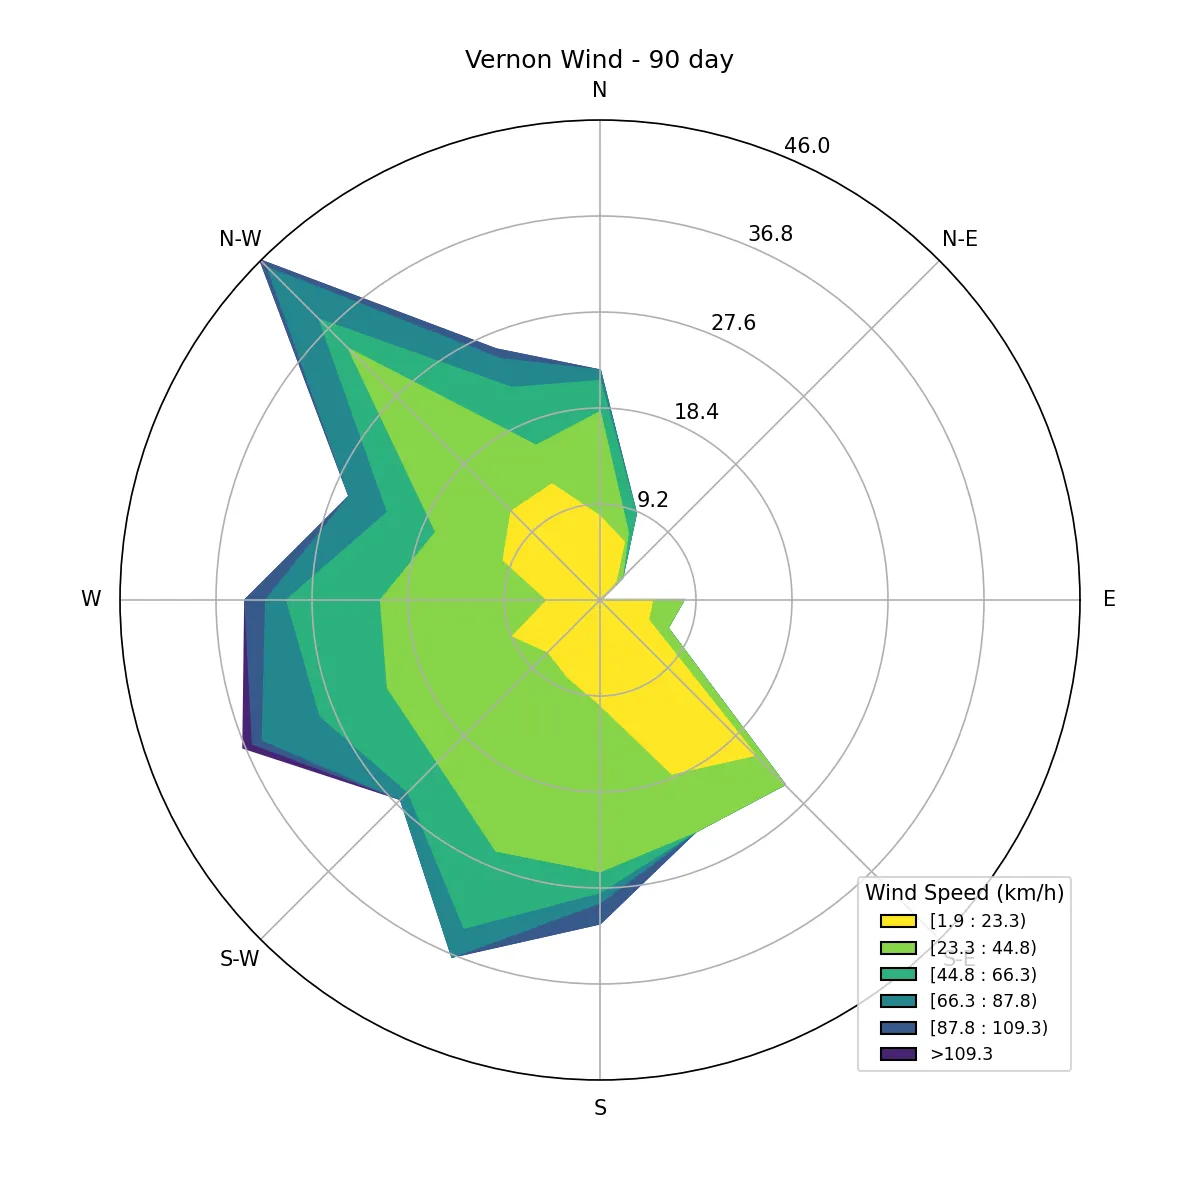 Vernon Wind - 90 day
N
46.0
36.8
N-W
N-E
27.6
18.4
9.2
W
E
S-W
S-E
S
Wind Speed (km/h)
[1.9 : 23.3)
[23.3 : 44.8)
[44.8 : 66.3)
[66.3 : 87.8)
[87.8 : 109.3)
>109.3